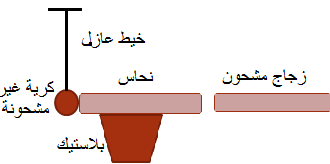 خيط عازل
نحاس
زجاج مشحون
كرية غير
مشحونة
بلاستيك